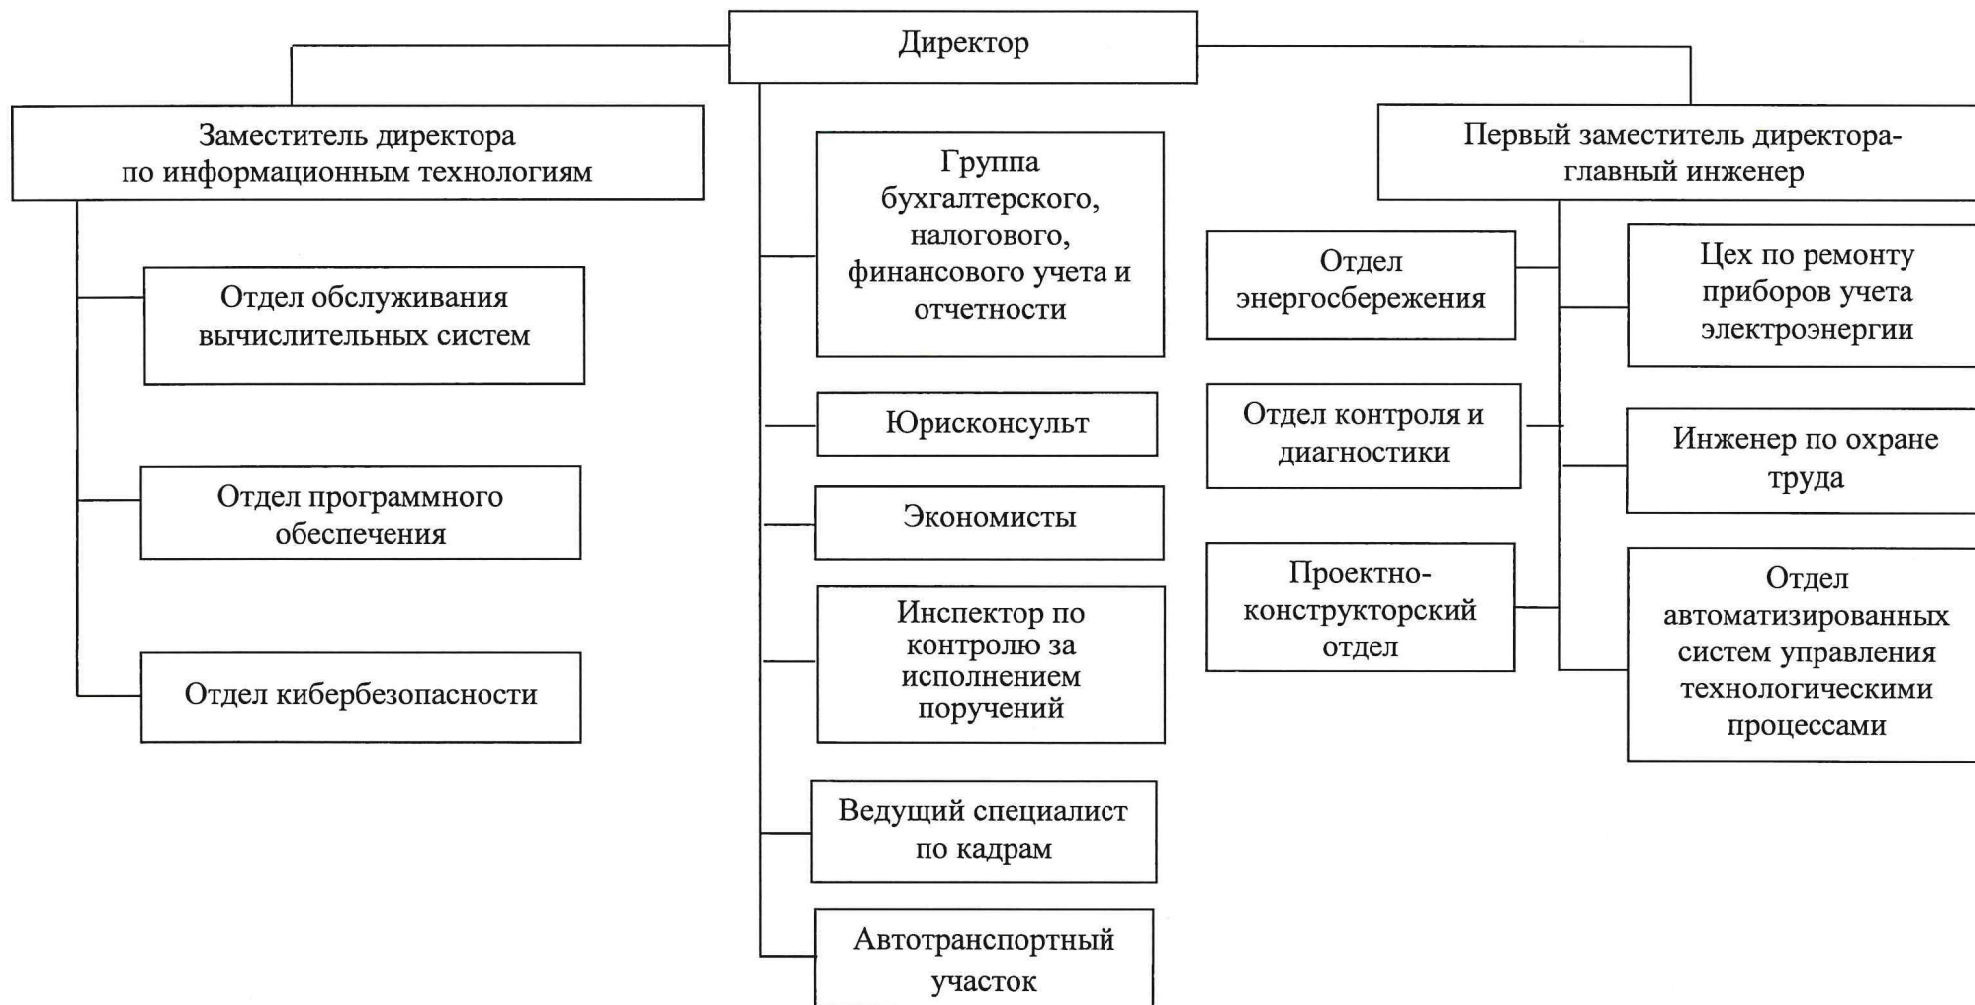 Директор
Заместитель директора
по информационным технологиям
Отдел обслуживания
вычислительных систем
Отдел программного
обеспечения
Отдел кибербезопасности
Группа
бухгалтерского,
налогового,
финансового учета и
отчетности
Юрисконсульт
Экономисты
Инспектор по
контролю за
исполнением
поручений
Ведущий специалист
по кадрам
Автотранспортный
участок
Первый заместитель директора-
главный инженер
Отдел
энергосбережения
Отдел контроля и
диагностики
Проектно-
конструкторский
отдел
Цех по ремонту
приборов учета
электроэнергии
Инженер по охране
труда
Отдел
автоматизированных
систем управления
технологическими
процессами